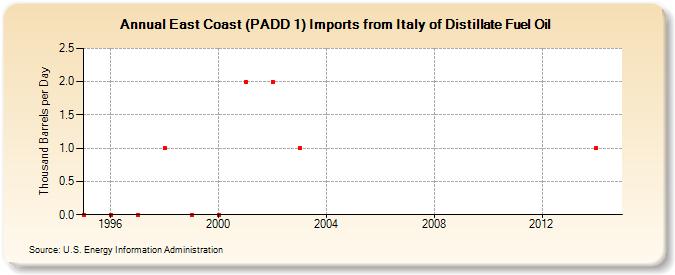 Annual East Coast (PADD 1) Imports from Italy of Distillate Fuel Oil
Thousand Barrels per Day
2.5
2.0
1.5
1.0
0.5
0.0
1996 2000 2004 2008 2012
Source: U.S. Energy Information Administration